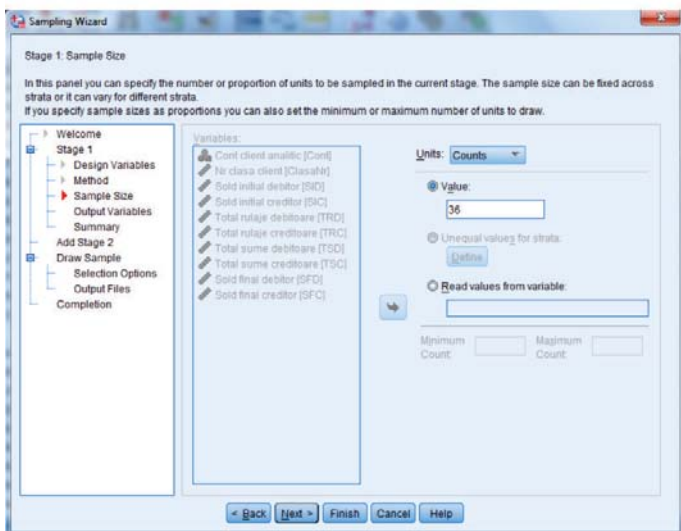 Sampling Wizard
Stage 1: Sample Size
In this panel you can specify the number or proportion of units to be sampled in the current stage. The sample size can be fixed across
strata or it can vary for different strata.
If you specify sample sizes as proportions you can also set the minimum or maximum number of units to draw.
Welcome
Stage 1
Design Variables
Method
Sample Size
Output Variables
Summary
Add Stage 2
Draw Sample
Selection Options
Output Files
Completion
Variables:
Cont client analitic [Cont]
Nr clasa client [ClasaNr]
Sold initial debitor [SID]
Sold initial creditor [SIC]
Total rulaje debitoare [TRD]
Total rulaje creditoare [TRC]
Total sume debitoare [TSD]
Total sume creditoare [TSC]
Sold final debitor [SFD]
Sold final creditor [SFC]
Units: Counts
Value:
36
Unequal values for strata:
Define
Read values from variable:
Minimum Count:
Maximum Count:
< Back Next > Finish Cancel Help